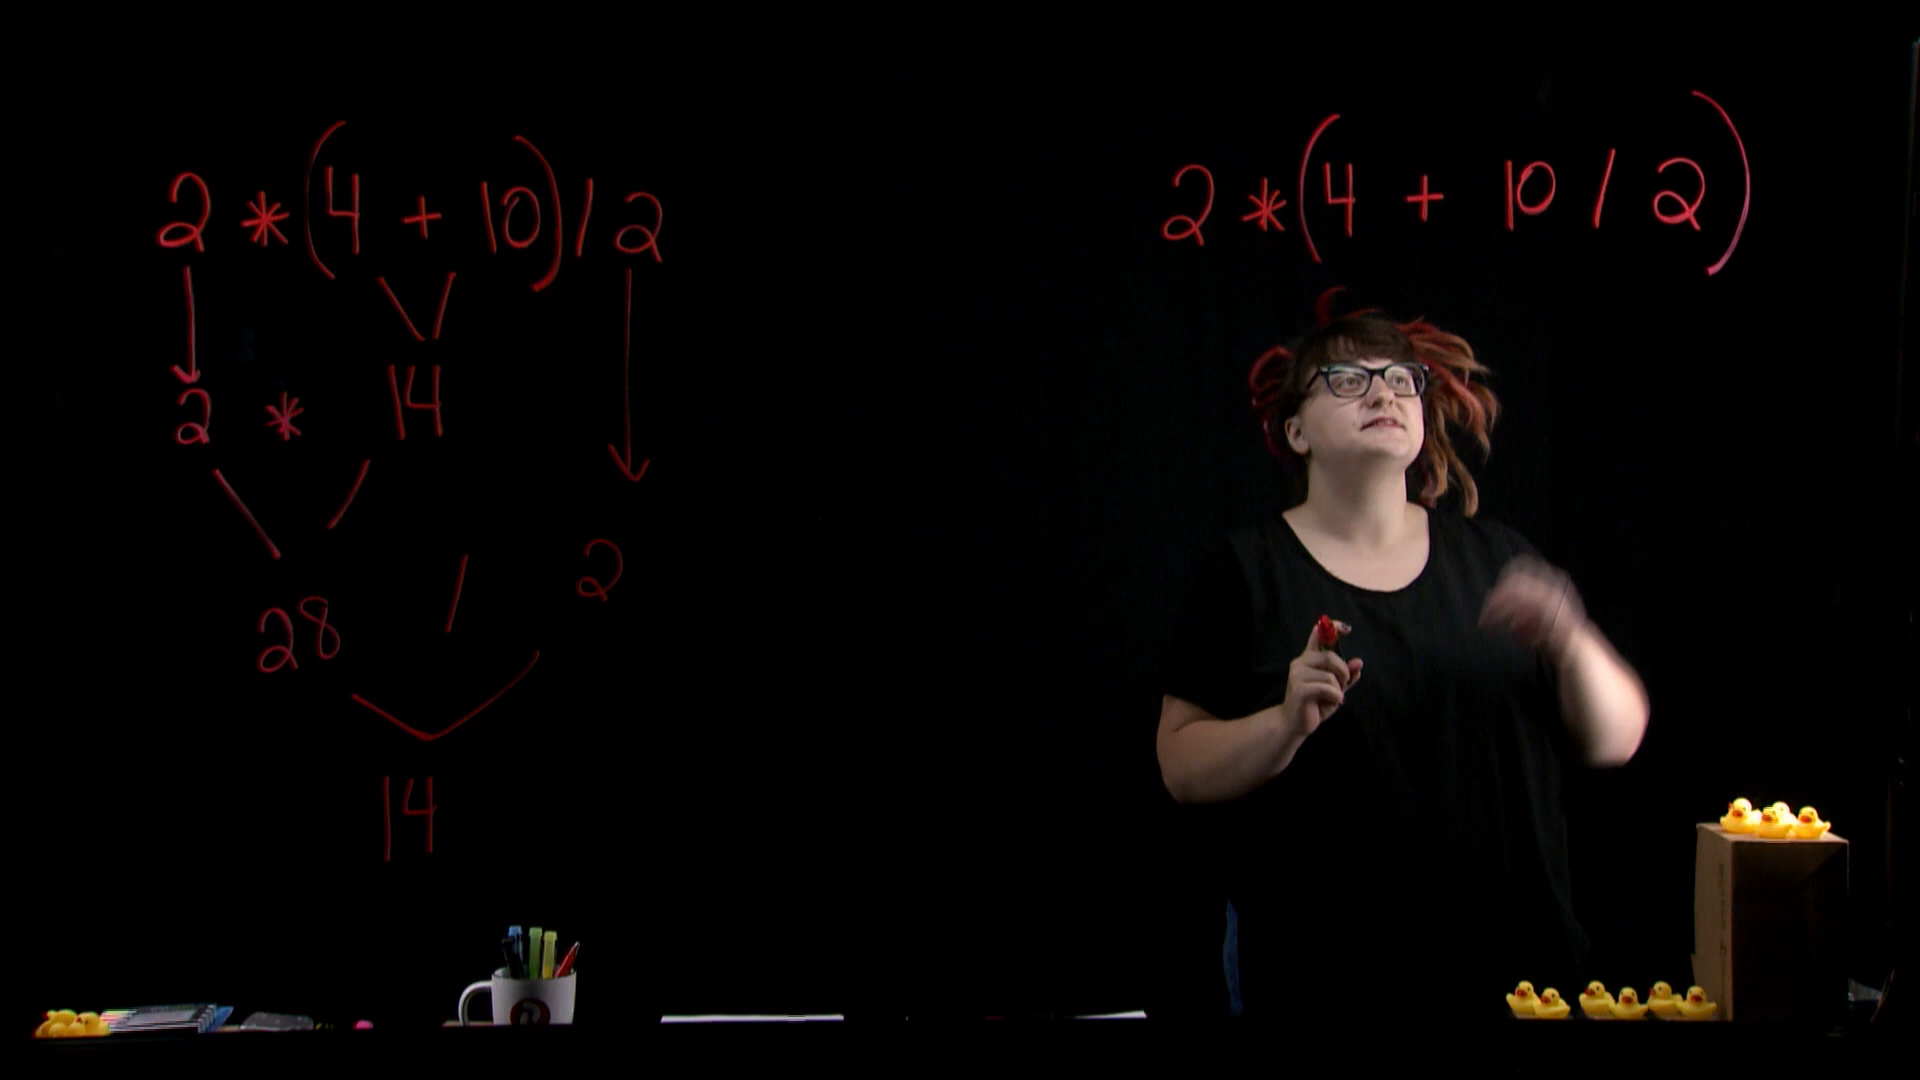 2 * (4 + 10) / 2
2 * 14
28 / 2
14
2 * (4 + 10 / 2)